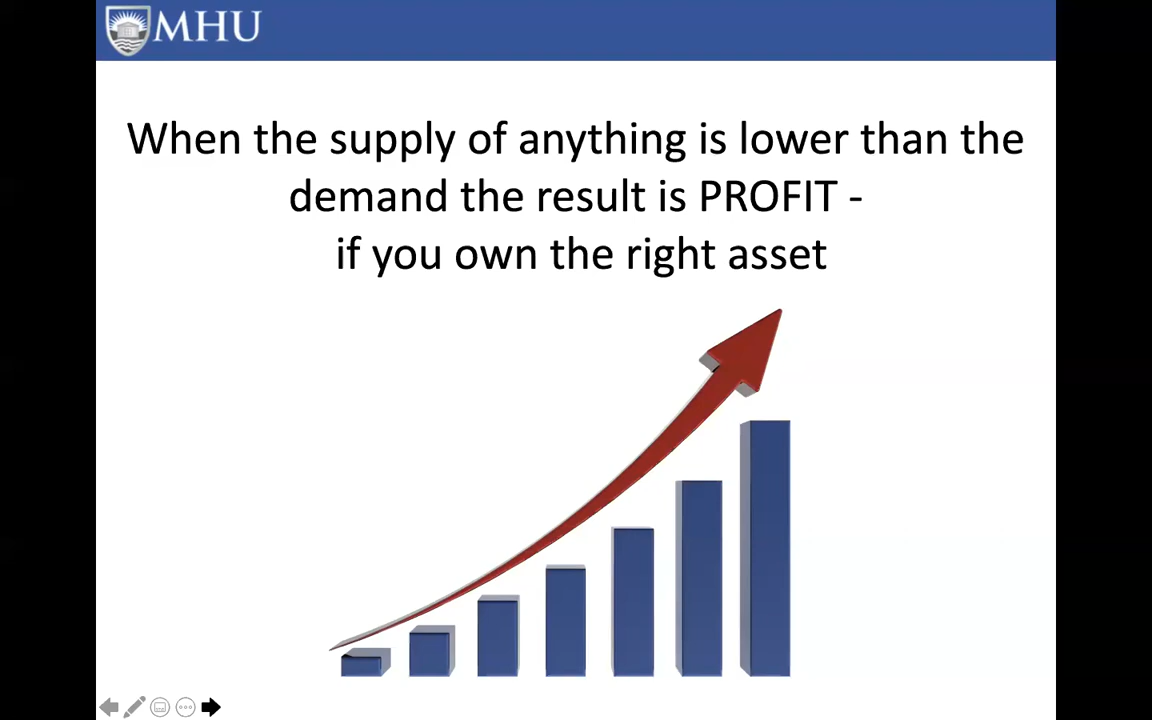 MHU
When the supply of anything is lower than the
demand the result is PROFIT -
if you own the right asset